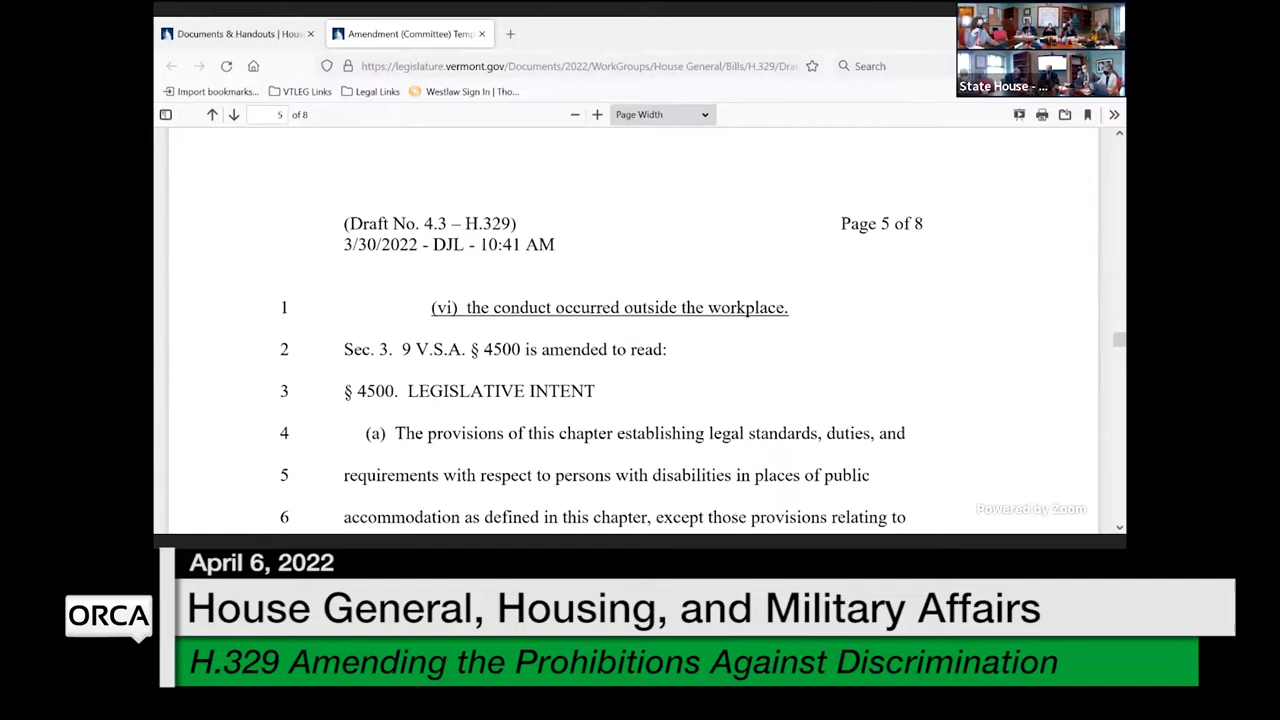 Documents & Handouts | Hous
Amendment (Committee) Temp
https://legislature.vermont.gov/Documents/2022/WorkGroups/House General/Bills/H.329/Dra
Search
Import bookmarks...
VTLEG Links
Legal Links
Westlaw Sign In | Tho...
State House - ...
5 of 8
Page Width
(Draft No. 4.3 – H.329) Page 5 of 8
3/30/2022 - DJL - 10:41 AM
1 (vi) the conduct occurred outside the workplace.
2 Sec. 3. 9 V.S.A. § 4500 is amended to read:
3 § 4500. LEGISLATIVE INTENT
4 (a) The provisions of this chapter establishing legal standards, duties, and
5 requirements with respect to persons with disabilities in places of public
Powered by Zoom
6 accommodation as defined in this chapter, except those provisions relating to
April 6, 2022
ORCA
House General, Housing, and Military Affairs
H.329 Amending the Prohibitions Against Discrimination